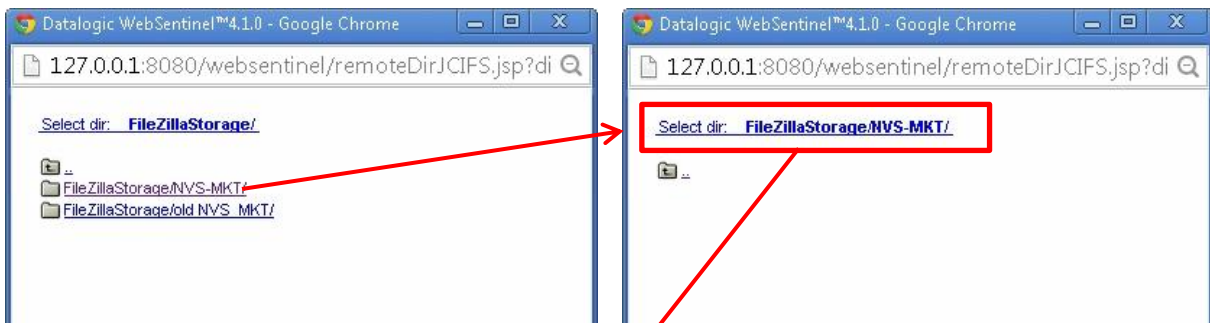 Datalogic WebSentinel™4.1.0 - Google Chrome
127.0.0.1:8080/websentinel/remoteDirJCIFS.jsp?di
Select dir: FileZillaStorage/
..
FileZillaStorage/NVS-MKT/
FileZillaStorage/old NVS_MKT/
Datalogic WebSentinel™4.1.0 - Google Chrome
127.0.0.1:8080/websentinel/remoteDirJCIFS.jsp?di
Select dir: FileZillaStorage/NVS-MKT/
..